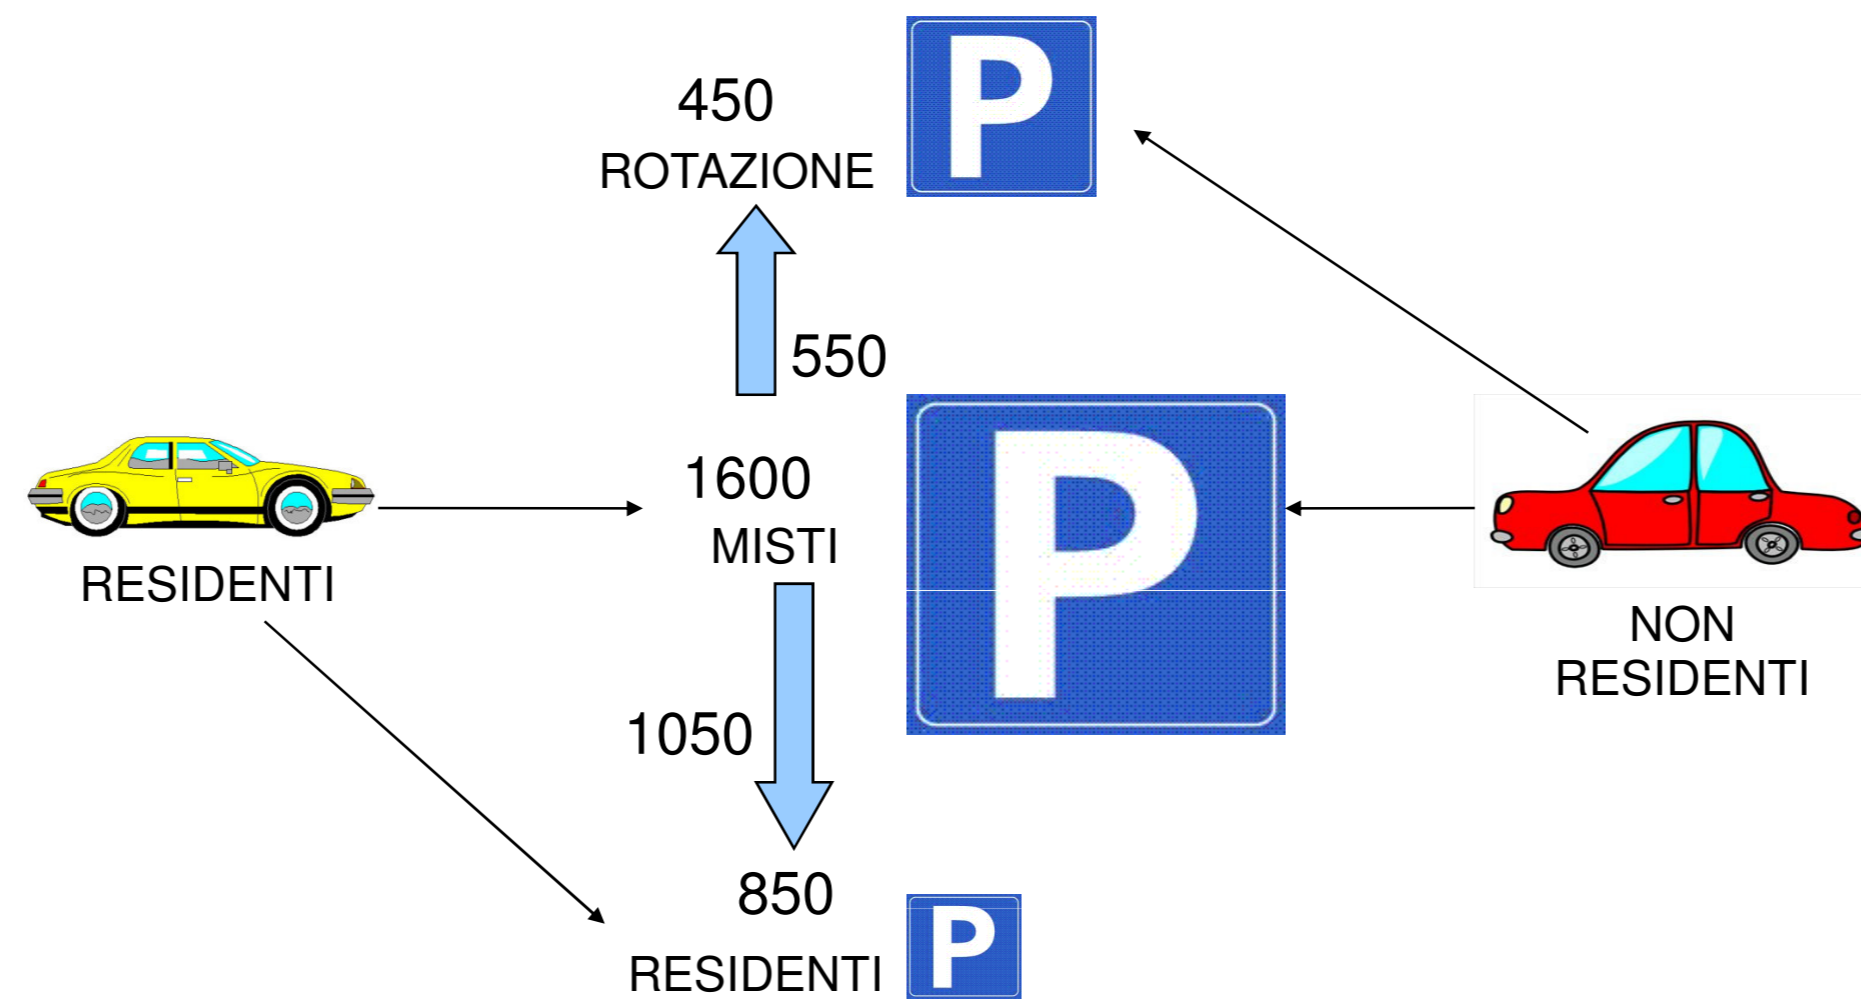 450
ROTAZIONE
P
550
1600
MISTI
P
RESIDENTI
NON
RESIDENTI
1050
850
RESIDENTI
P